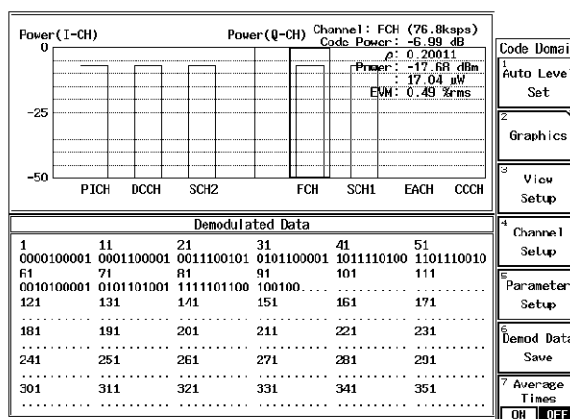 Power(I-CH) Power(Q-CH) Channel: FCH (76.8ksps)
Code Power: -6.99 dB
0 ρ: 0.20011
Power: -17.68 dBm
: 17.04 µW
EVM: 0.49 %rms
-25
-50
PICH DCCH SCH2 FCH SCH1 EACH CCCH
Demodulated Data
1 11 21 31 41 51
0000100001 0001100001 0011100101 0101100001 1011110100 1101110010
61 71 81 91 101 111
0010100001 0101101001 1111101100 100100.... .......... ..........
121 131 141 151 161 171
.......... .......... .......... .......... .......... ..........
181 191 201 211 221 231
.......... .......... .......... .......... .......... ..........
241 251 261 271 281 291
.......... .......... .......... .......... .......... ..........
301 311 321 331 341 351
.......... .......... .......... .......... .......... ..........
Code Domai
1
Auto Leve
Set
2
Graphics
3
View
Setup
4
Channel
Setup
5
Parameter
Setup
6
Demod Data
Save
7
Average
Times
ON OFF